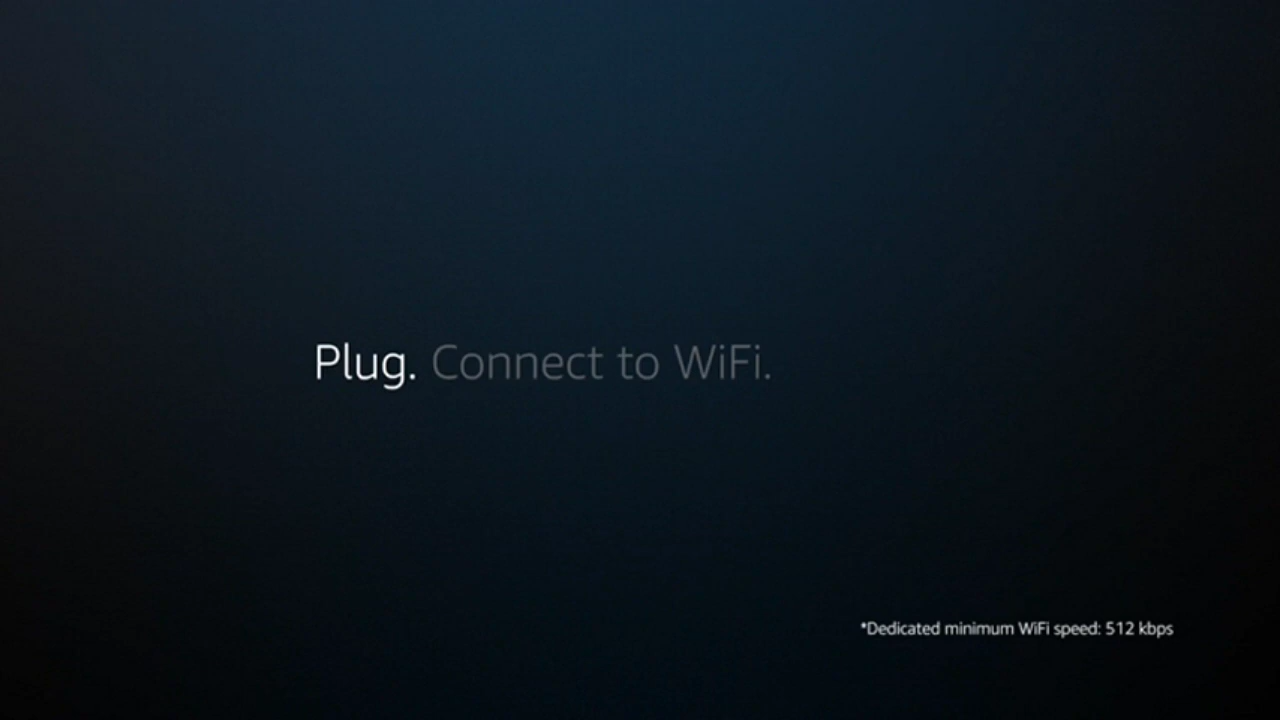 Plug. Connect to WiFi.
*Dedicated minimum WiFi speed: 512 kbps